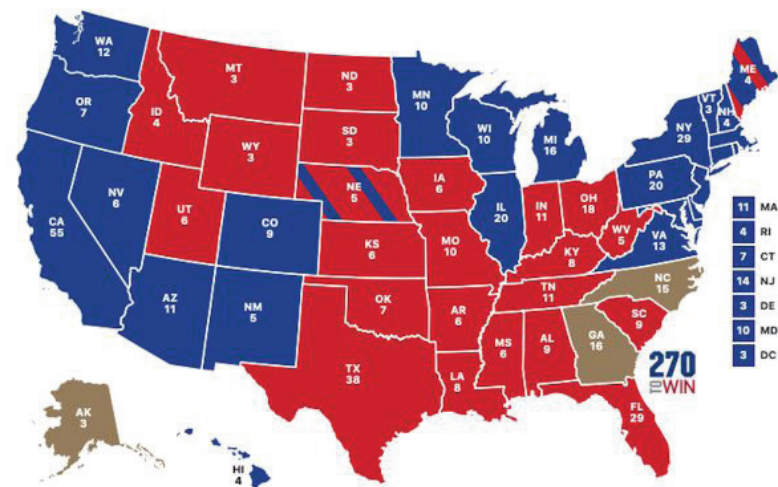 WA
12
OR
7
CA
55
NV
6
ID
4
MT
3
WY
3
UT
6
AZ
11
CO
9
NM
5
ND
3
SD
3
NE
5
KS
6
OK
7
TX
38
MN
10
IA
6
MO
10
AR
6
LA
8
WI
10
IL
20
MI
16
IN
11
OH
18
KY
8
TN
11
MS
6
AL
9
GA
16
FL
29
SC
9
NC
15
WV
5
VA
13
PA
20
NY
29
VT
3
NH
4
ME
4
AK
3
HI
4
11 MA
4 RI
7 CT
14 NJ
3 DE
10 MD
3 DC
270
TO WIN